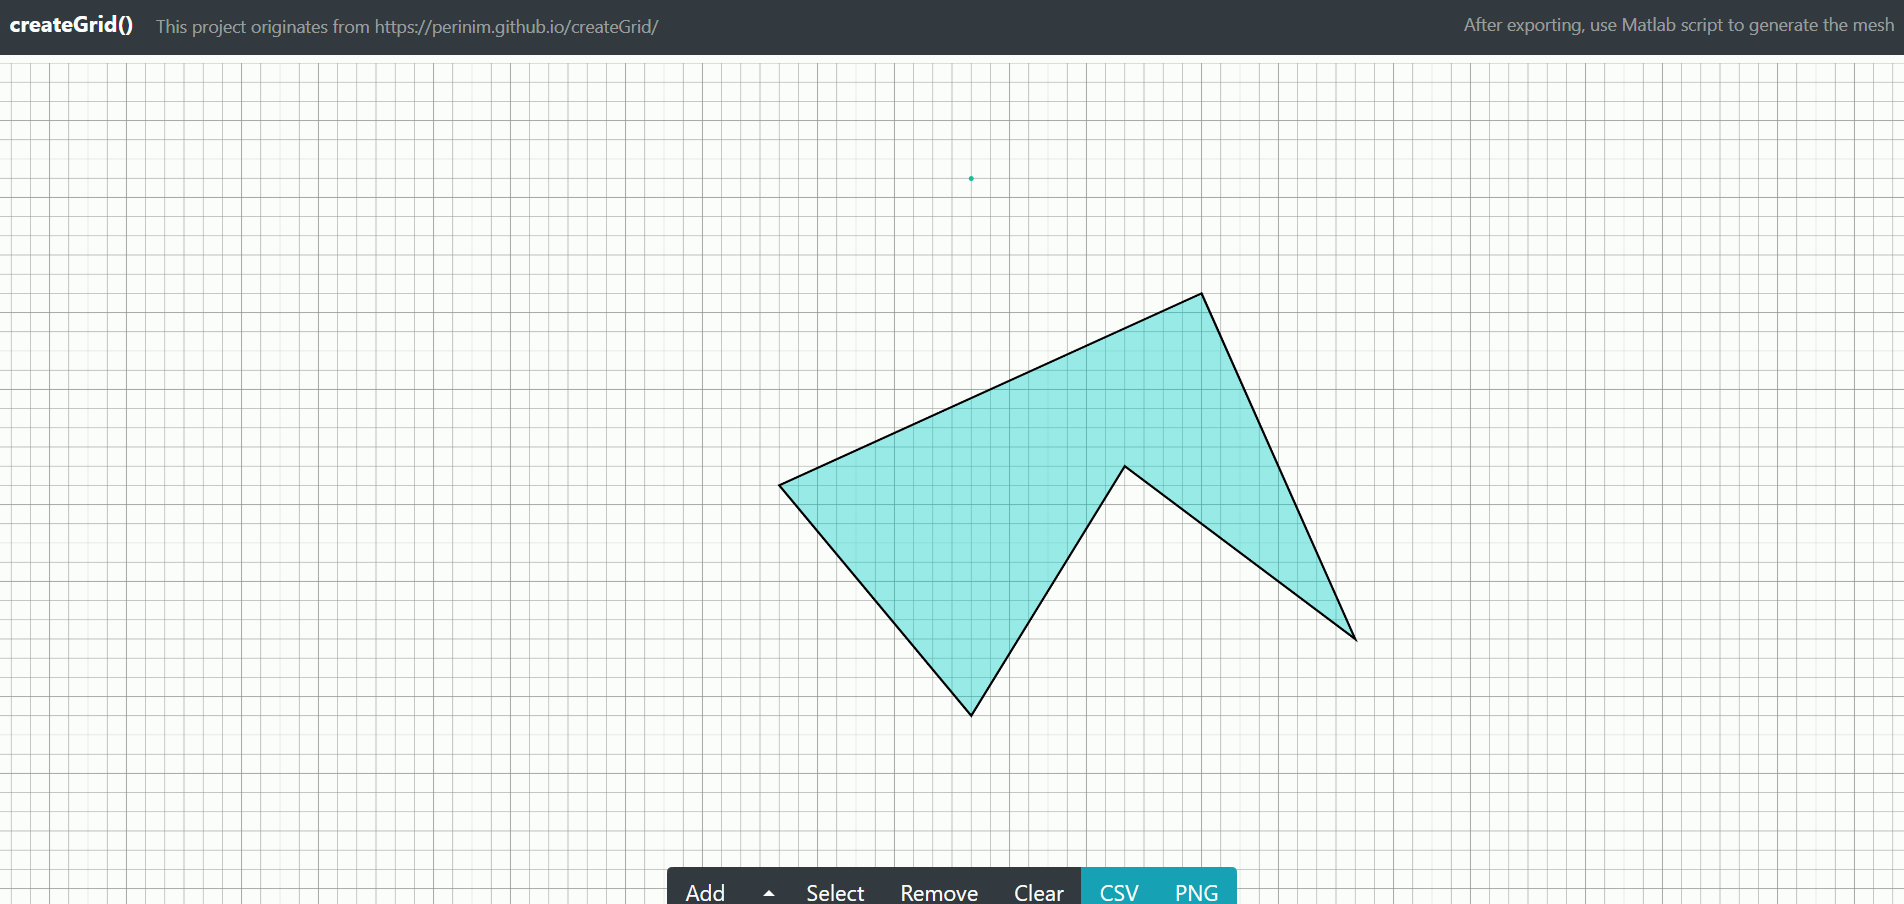 createGrid() This project originates from https://perinim.github.io/createGrid/ After exporting, use Matlab script to generate the mesh
Add Select Remove Clear CSV PNG